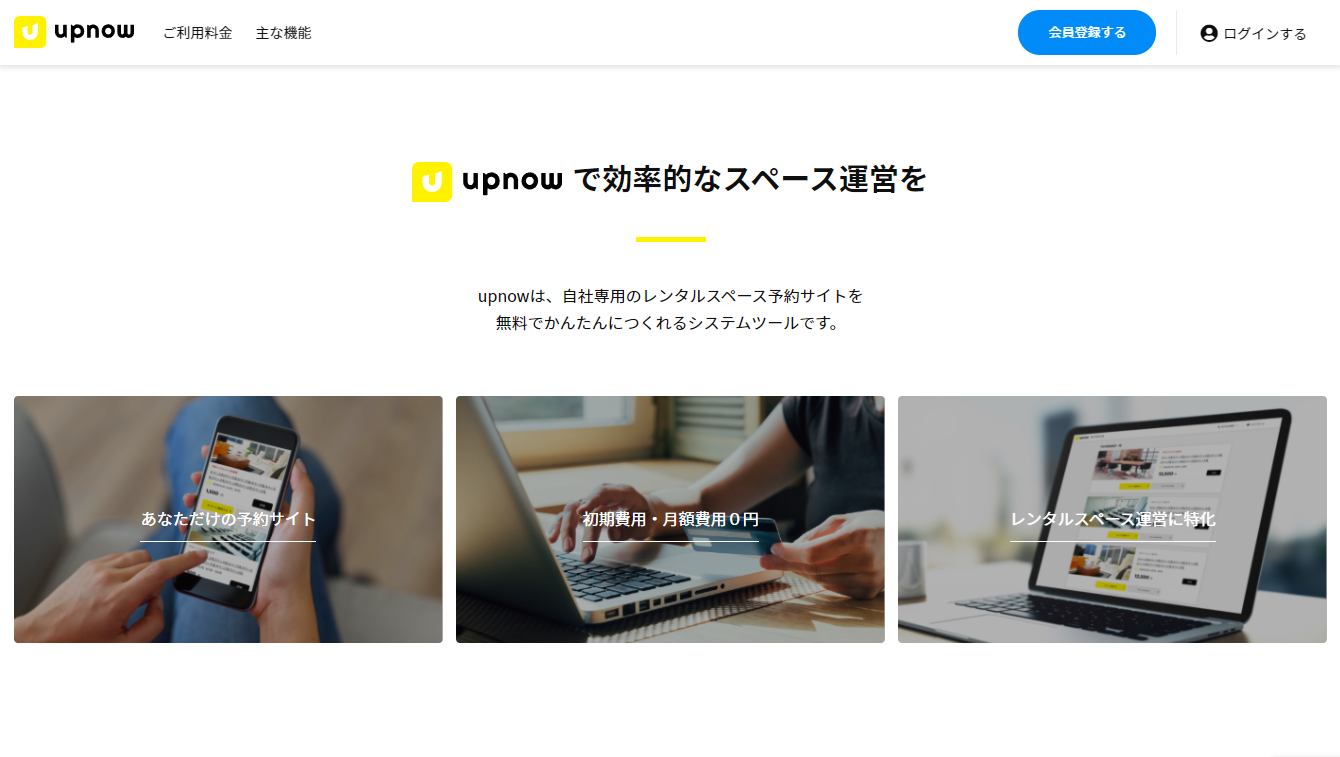 upnow ご利用料金 主な機能 会員登録する ログインする
upnow で効率的なスペース運営を
upnowは、自社専用のレンタルスペース予約サイトを
無料でかんたんにつくれるシステムツールです。
あなただけの予約サイト
初期費用・月額費用０円
レンタルスペース運営に特化